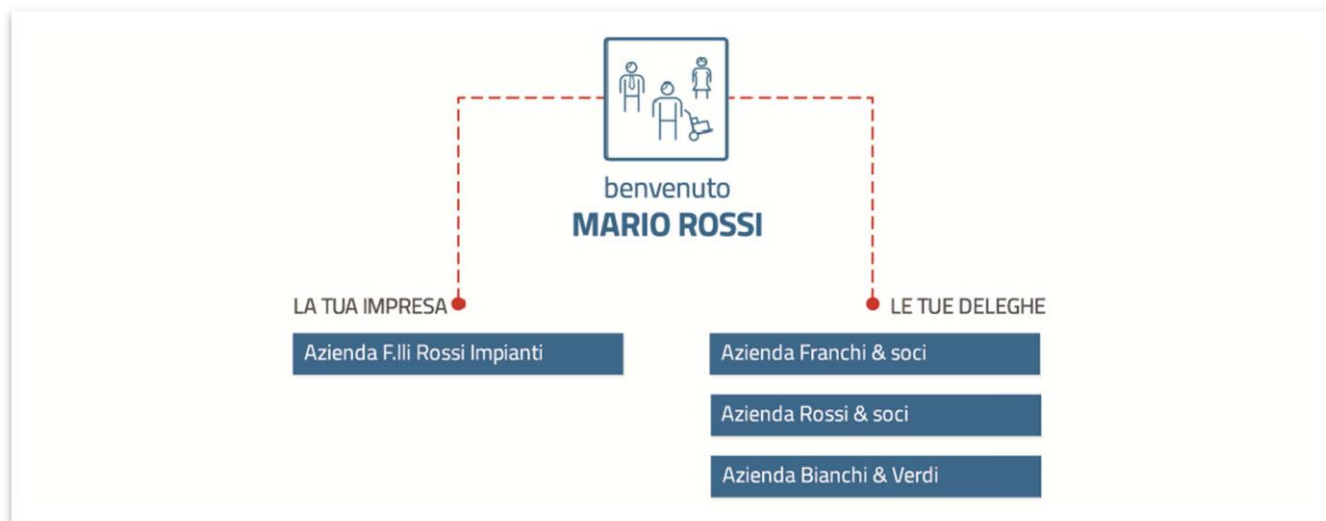 benvenuto
MARIO ROSSI
LA TUA IMPRESA
Azienda F.lli Rossi Impianti
LE TUE DELEGHE
Azienda Franchi & soci
Azienda Rossi & soci
Azienda Bianchi & Verdi